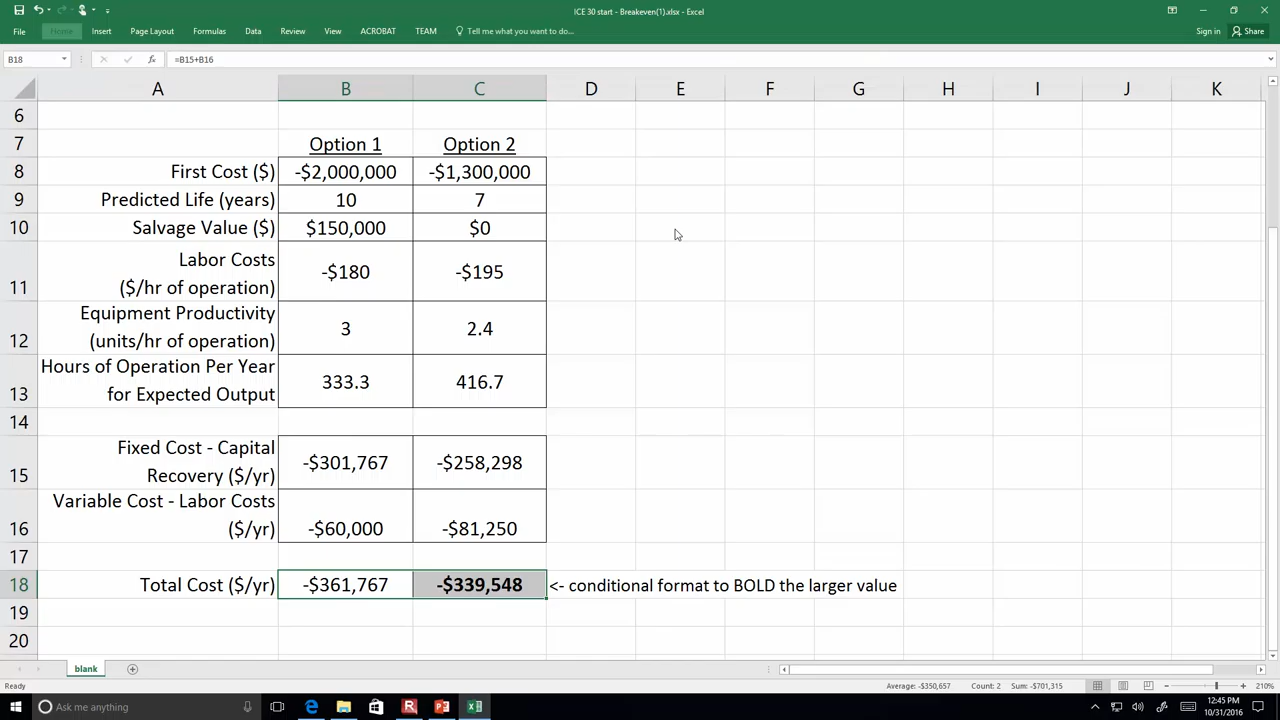 ICE 30 start - Breakeven(1).xlsx - Excel
File Home Insert Page Layout Formulas Data Review View ACROBAT TEAM Tell me what you want to do... Sign in Share
B18 fx =B15+B16
A B C D E F G H I J K
6
7 Option 1 Option 2
8 First Cost ($) -$2,000,000 -$1,300,000
9 Predicted Life (years) 10 7
10 Salvage Value ($) $150,000 $0
Labor Costs
11 ($/hr of operation) -$180 -$195
Equipment Productivity
12 (units/hr of operation) 3 2.4
Hours of Operation Per Year
13 for Expected Output 333.3 416.7
14
Fixed Cost - Capital
15 Recovery ($/yr) -$301,767 -$258,298
Variable Cost - Labor Costs
16 ($/yr) -$60,000 -$81,250
17
18 Total Cost ($/yr) -$361,767 -$339,548 <- conditional format to BOLD the larger value
19
20
blank
Ready Average: -$350,657 Count: 2 Sum: -$701,315 210%
Ask me anything
12:45 PM
10/31/2016